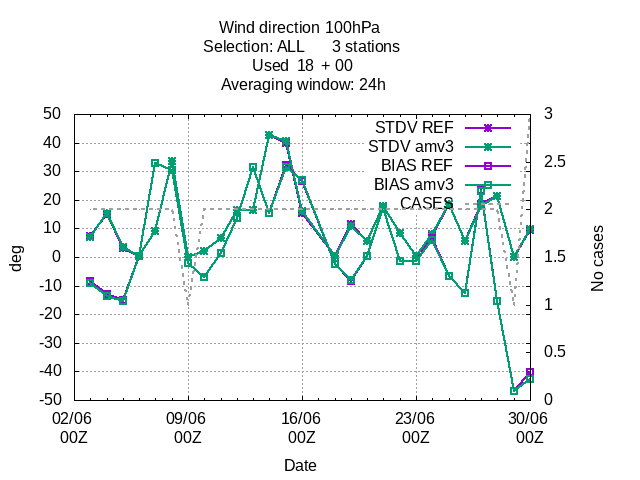 Wind direction 100hPa
Selection: ALL 3 stations
Used 18 + 00
Averaging window: 24h
STDV REF
STDV amv3
BIAS REF
BIAS amv3
CASES
deg
50
40
30
20
10
0
-10
-20
-30
-40
-50
3
2.5
2
1.5
1
0.5
0
No cases
02/06 09/06 16/06 23/06 30/06
00Z 00Z 00Z 00Z 00Z
Date